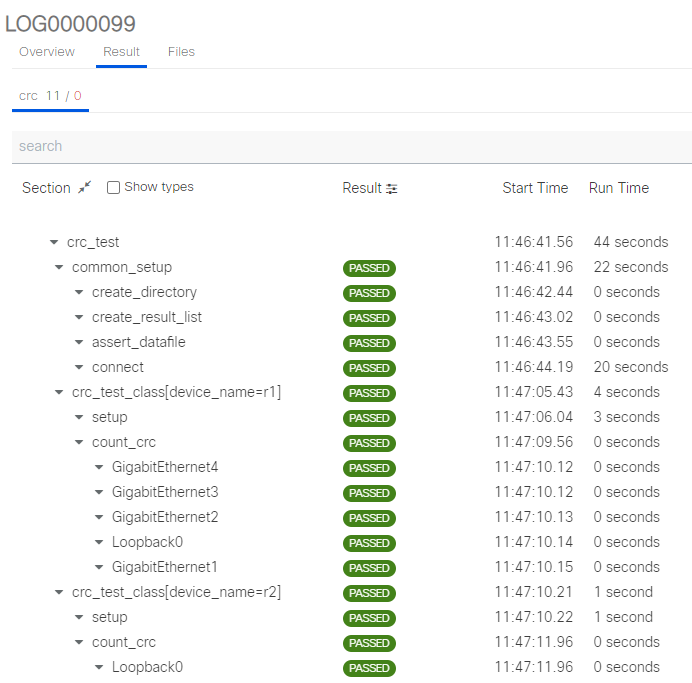 LOG0000099
Overview Result Files
crc 11 / 0
search
Section Show types Result Start Time Run Time
crc_test 11:46:41.56 44 seconds
common_setup PASSED 11:46:41.96 22 seconds
create_directory PASSED 11:46:42.44 0 seconds
create_result_list PASSED 11:46:43.02 0 seconds
assert_datafile PASSED 11:46:43.55 0 seconds
connect PASSED 11:46:44.19 20 seconds
crc_test_class[device_name=r1] PASSED 11:47:05.43 4 seconds
setup PASSED 11:47:06.04 3 seconds
count_crc PASSED 11:47:09.56 0 seconds
GigabitEthernet4 PASSED 11:47:10.12 0 seconds
GigabitEthernet3 PASSED 11:47:10.12 0 seconds
GigabitEthernet2 PASSED 11:47:10.13 0 seconds
Loopback0 PASSED 11:47:10.14 0 seconds
GigabitEthernet1 PASSED 11:47:10.15 0 seconds
crc_test_class[device_name=r2] PASSED 11:47:10.21 1 second
setup PASSED 11:47:10.22 1 second
count_crc PASSED 11:47:11.96 0 seconds
Loopback0 PASSED 11:47:11.96 0 seconds